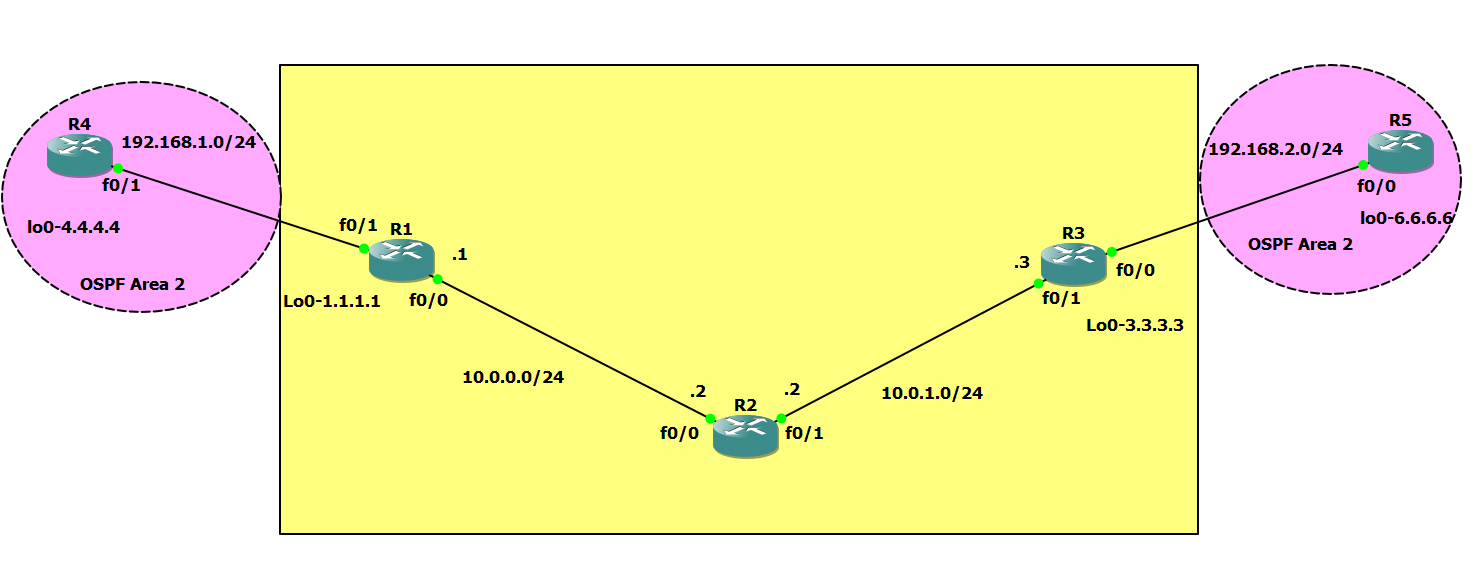 R4
192.168.1.0/24
f0/1
lo0-4.4.4.4
OSPF Area 2
f0/1
R1
.1
Lo0-1.1.1.1
f0/0
10.0.0.0/24
.2
R2
.2
f0/0
f0/1
10.0.1.0/24
R3
.3
f0/0
f0/1
Lo0-3.3.3.3
R5
192.168.2.0/24
f0/0
lo0-6.6.6.6
OSPF Area 2